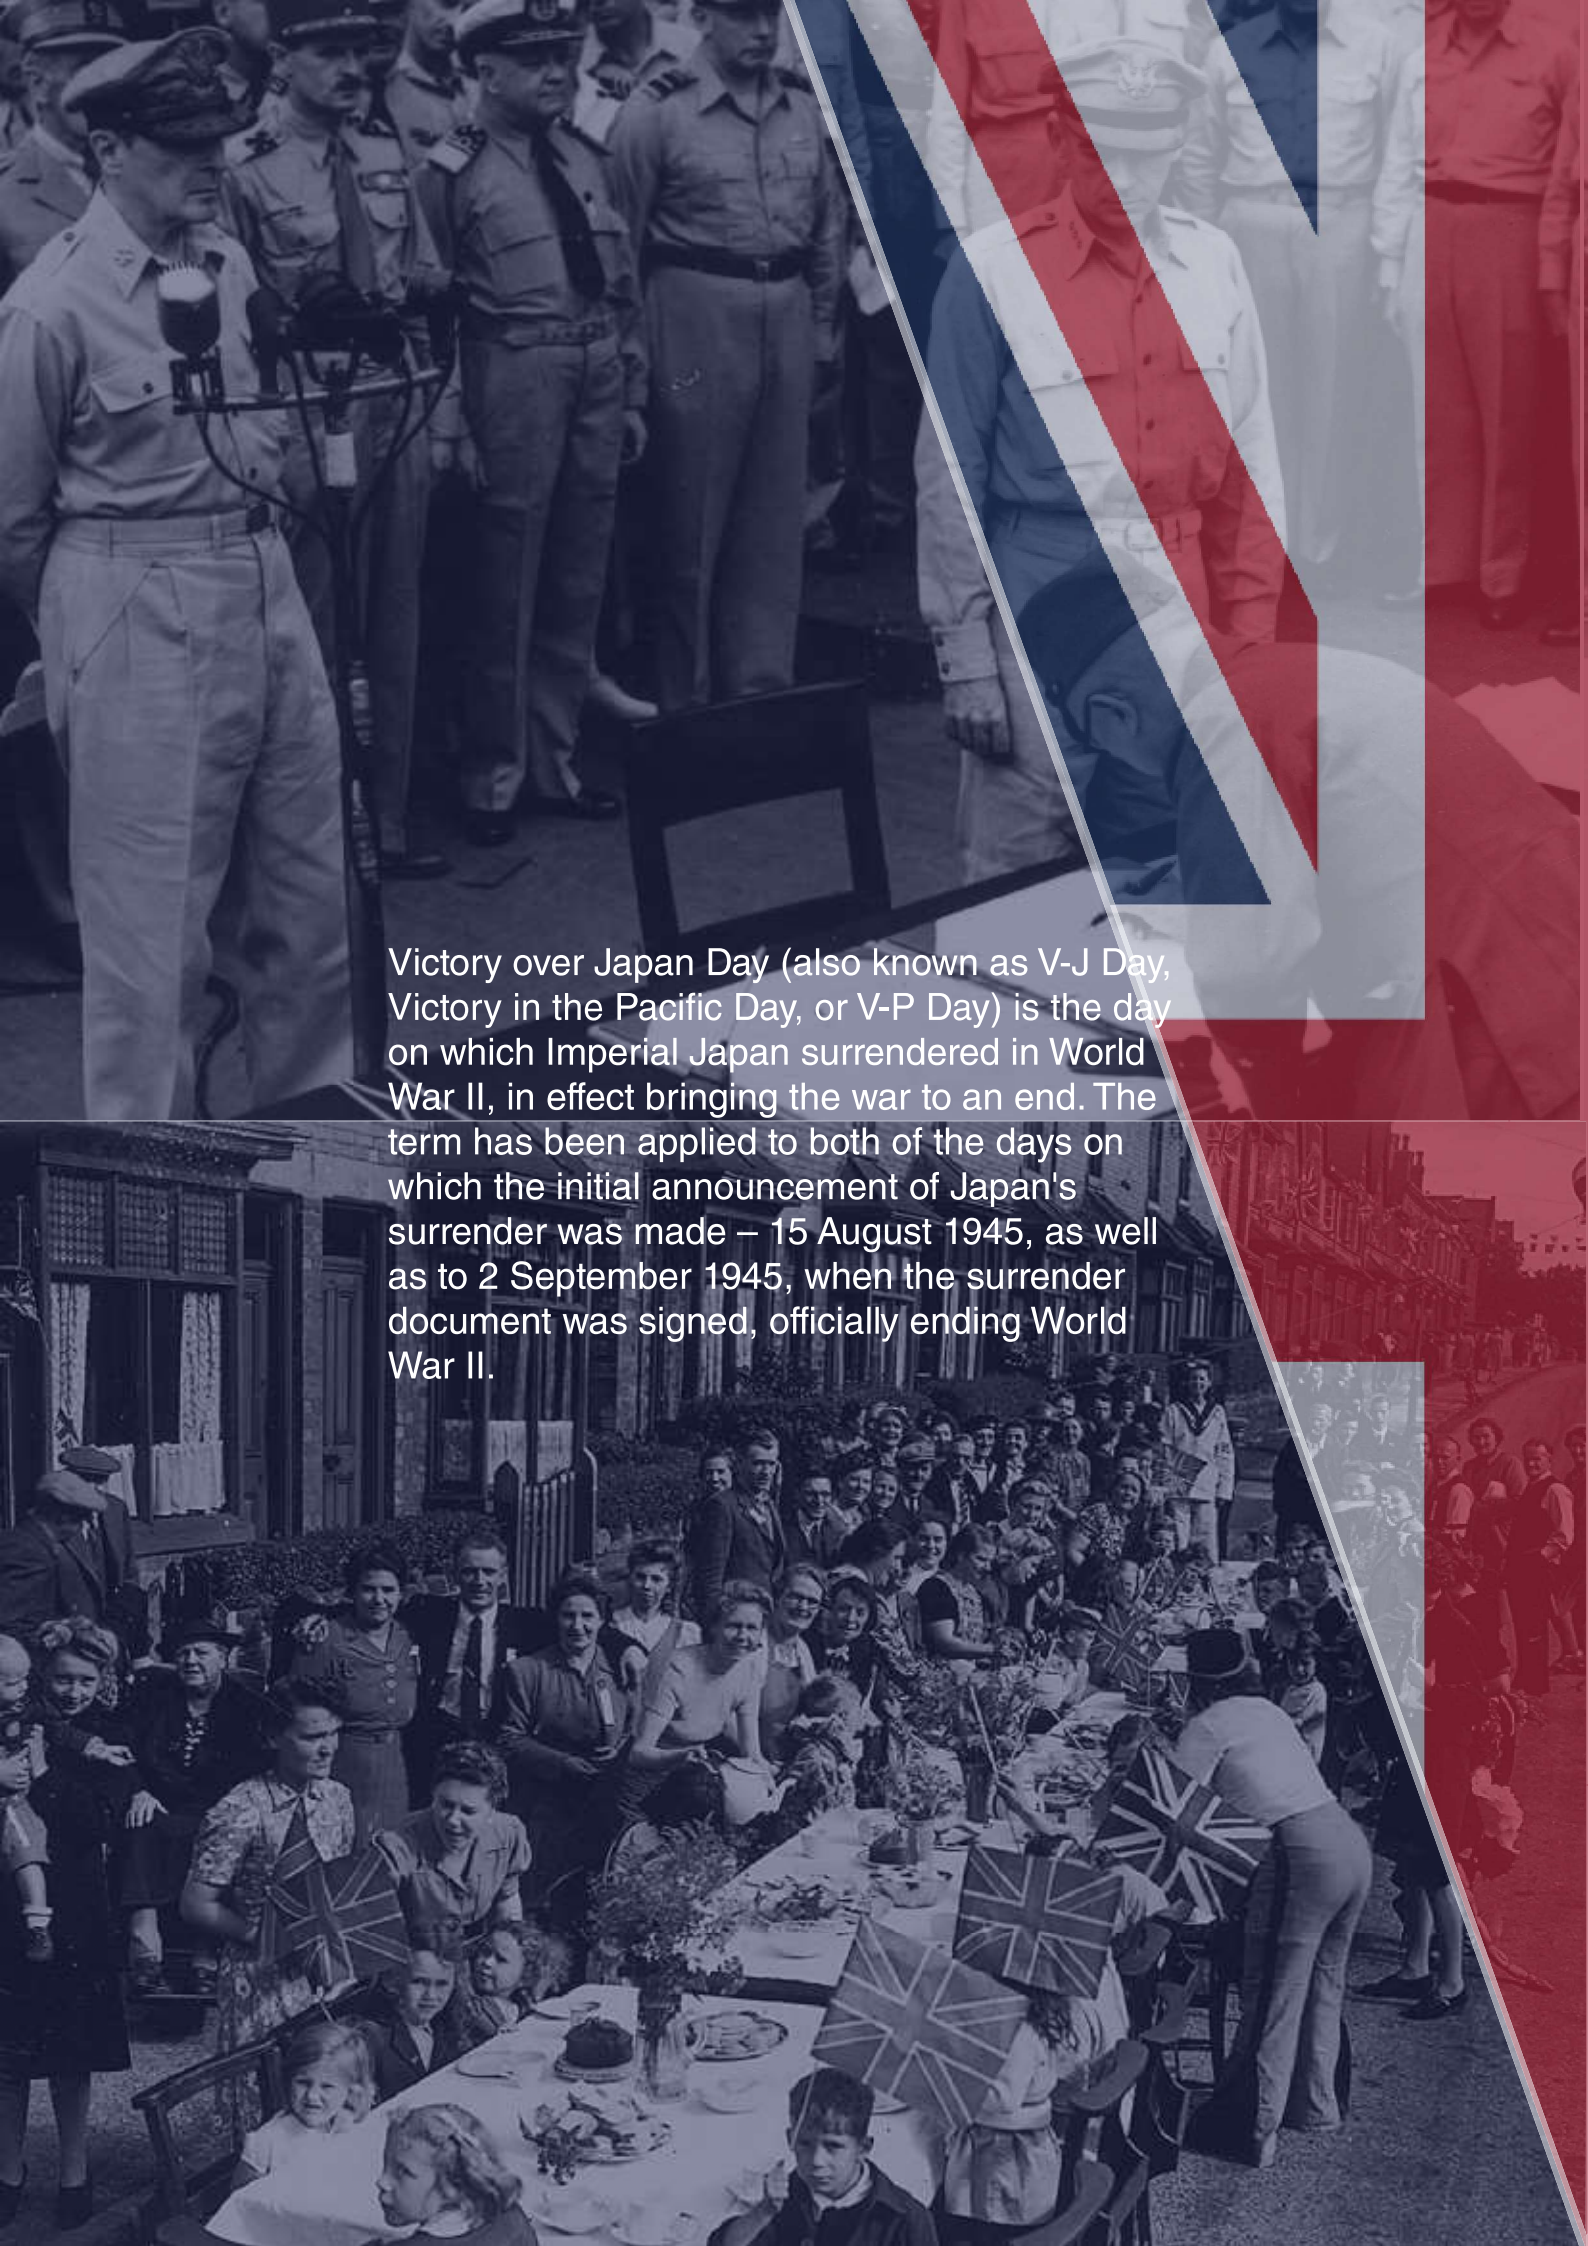 Victory over Japan Day (also known as V-J Day,
Victory in the Pacific Day, or V-P Day) is the day
on which Imperial Japan surrendered in World
War II, in effect bringing the war to an end. The
term has been applied to both of the days on
which the initial announcement of Japan's
surrender was made – 15 August 1945, as well
as to 2 September 1945, when the surrender
document was signed, officially ending World
War II.